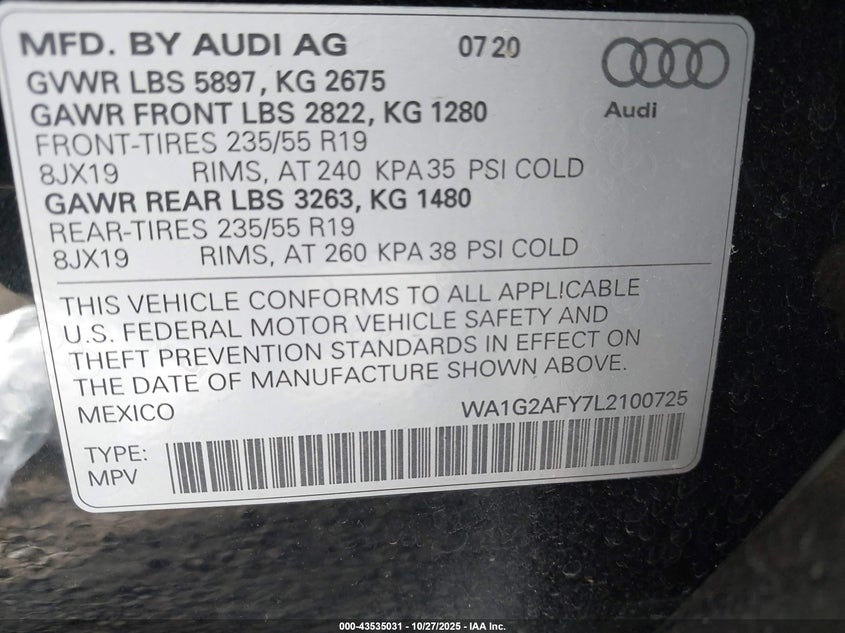 MFD. BY AUDI AG 07 20
GVWR LBS 5897, KG 2675
GAWR FRONT LBS 2822, KG 1280
Audi
FRONT-TIRES 235/55 R19
8JX19 RIMS, AT 240 KPA 35 PSI COLD
GAWR REAR LBS 3263, KG 1480
REAR-TIRES 235/55 R19
8JX19 RIMS, AT 260 KPA 38 PSI COLD
THIS VEHICLE CONFORMS TO ALL APPLICABLE
U.S. FEDERAL MOTOR VEHICLE SAFETY AND
THEFT PREVENTION STANDARDS IN EFFECT ON
THE DATE OF MANUFACTURE SHOWN ABOVE.
MEXICO WA1G2AFY7L2100725
TYPE:
MPV
000-43535031 - 10/27/2025 - IAA Inc.